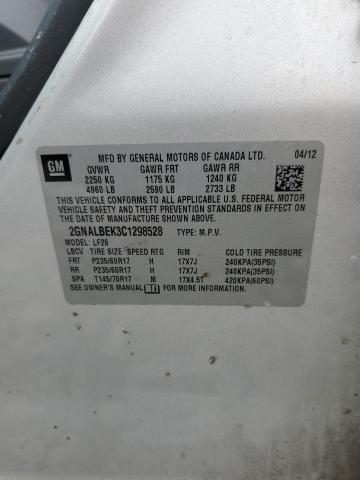 GM
MFD BY GENERAL MOTORS OF CANADA LTD. 04/12
GVWR GAWR FRT GAWR RR
2250 KG 1175 KG 1240 KG
4960 LB 2590 LB 2733 LB
THIS VEHICLE CONFORMS TO ALL APPLICABLE U.S. FEDERAL MOTOR
VEHICLE SAFETY, AND THEFT PREVENTION STANDARDS IN EFFECT ON
THE DATE OF MANUFACTURE SHOWN ABOVE.
2GNALBEK3C1298528 TYPE: M.P.V.
MODEL: LF26
LBCV TIRE SIZE SPEED RTG RIM COLD TIRE PRESSURE
FRT P235/60R17 H 17X7J 240KPA(35PSI)
RR P235/60R17 H 17X7J 240KPA(35PSI)
SPA T145/70R17 M 17X4.5T 420KPA(60PSI)
SEE OWNER'S MANUAL FOR MORE INFORMATION.